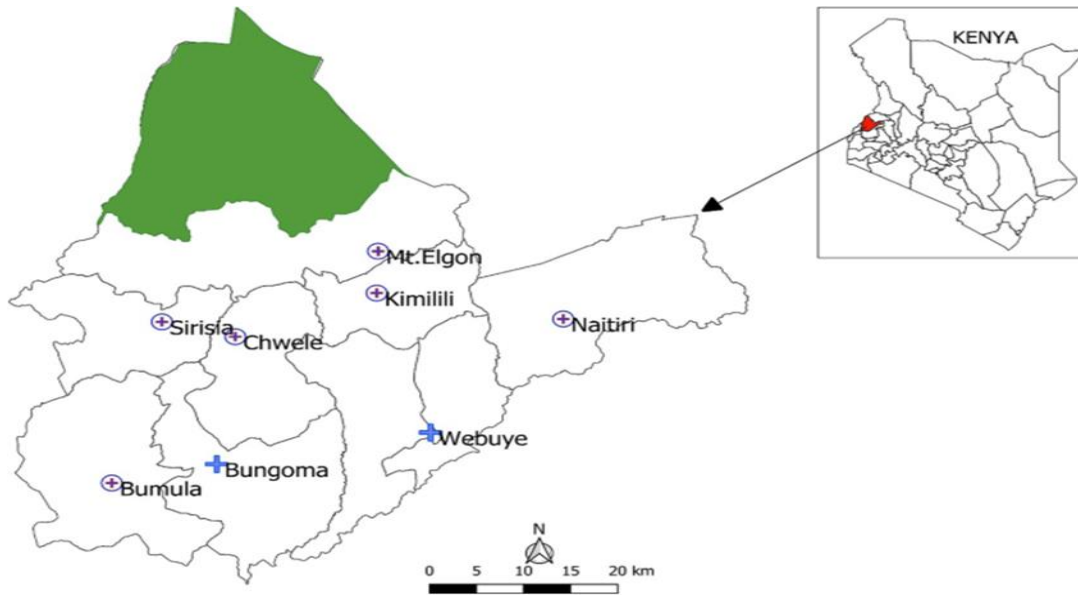 KENYA
Mt.Elgon
Kimilili
Sirisia
Chwele
Naitiri
Webuye
Bungoma
Bumula
N
0 5 10 15 20 km